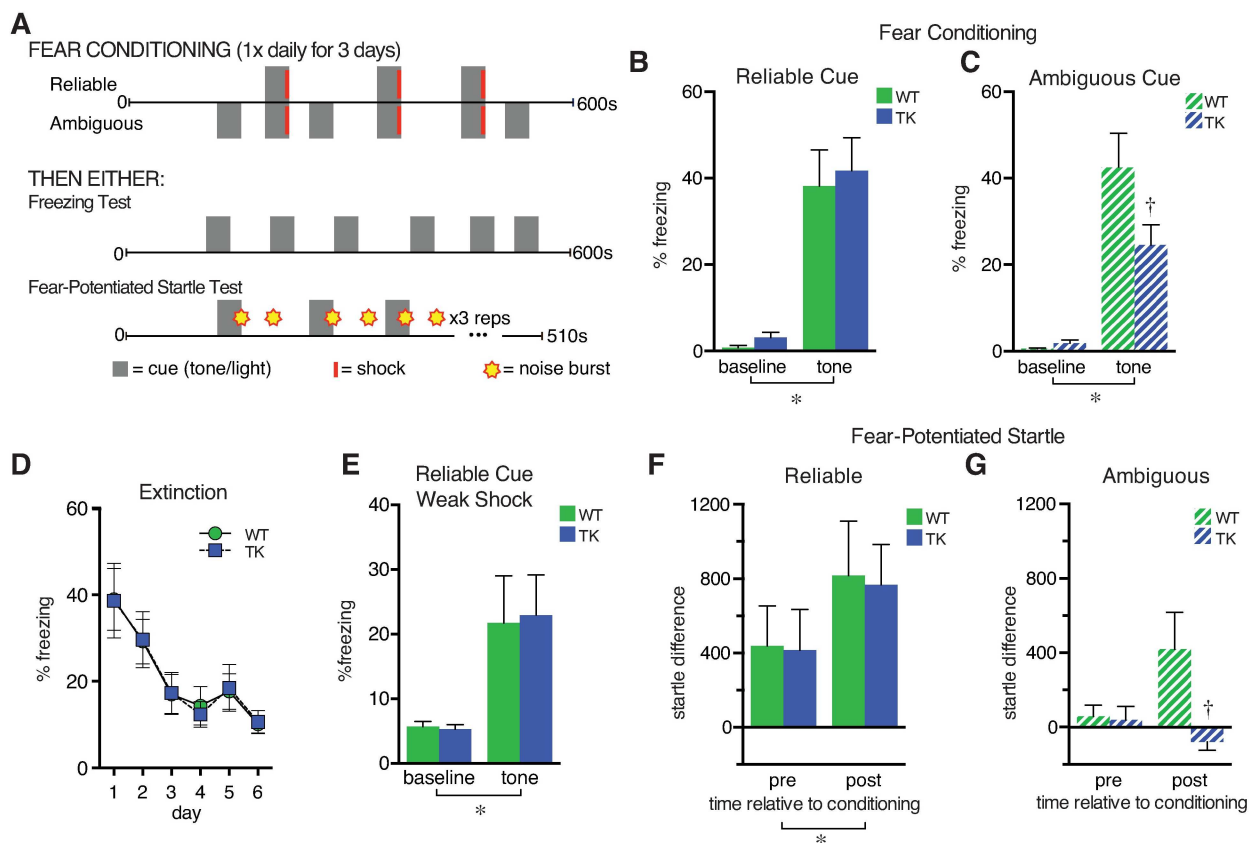 A
FEAR CONDITIONING (1x daily for 3 days)
Reliable
0
600s
Ambiguous
THEN EITHER:
Freezing Test
0
600s
Fear-Potentiated Startle Test
x3 reps
0
...
510s
= cue (tone/light)
= shock
= noise burst
Fear Conditioning
B
Reliable Cue
WT
TK
60
40
20
0
% freezing
baseline
tone
*
C
Ambiguous Cue
WT
TK
60
40
20
0
% freezing
†
baseline
tone
*
D
Extinction
WT
TK
60
40
20
0
% freezing
1 2 3 4 5 6
day
E
Reliable Cue
Weak Shock
WT
TK
40
30
20
10
0
%freezing
baseline
tone
*
Fear-Potentiated Startle
F
Reliable
WT
TK
1200
800
400
0
startle difference
pre
post
time relative to conditioning
*
G
Ambiguous
WT
TK
1200
800
400
0
startle difference
†
pre
post
time relative to conditioning